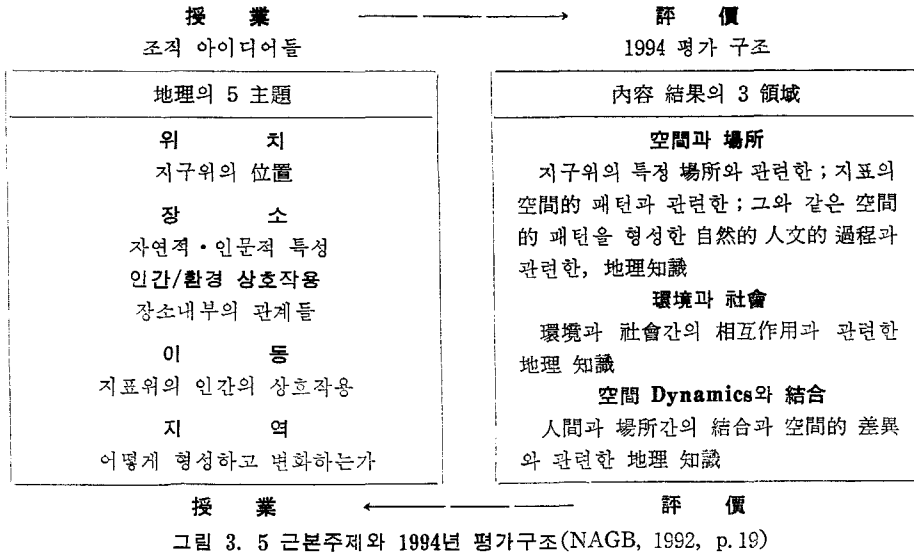 授 業 ————→ 評 價
조직 아이디어들 1994 평가 구조
地理의 5 主題
위 치
지구위의 位置
장 소
자연적・인문적 특성
인간/환경 상호작용
장소내부의 관계들
이 동
지표위의 인간의 상호작용
지 역
어떻게 형성하고 변화하는가
內容 結果의 3 領域
空間과 場所
지구위의 특정 場所와 관련한 ; 지표의
空間的 패턴과 관련한 ; 그와 같은 空間
的 패턴을 형성한 自然的 人文的 過程과
관련한, 地理知識
環境과 社會
環境과 社會간의 相互作用과 관련한
地理 知識
空間 Dynamics와 結合
人間과 場所간의 結合과 空間的 差異
와 관련한 地理 知識
授 業 ←———— 評 價
그림 3. 5 근본주제와 1994년 평가구조(NAGB, 1992, p.19)